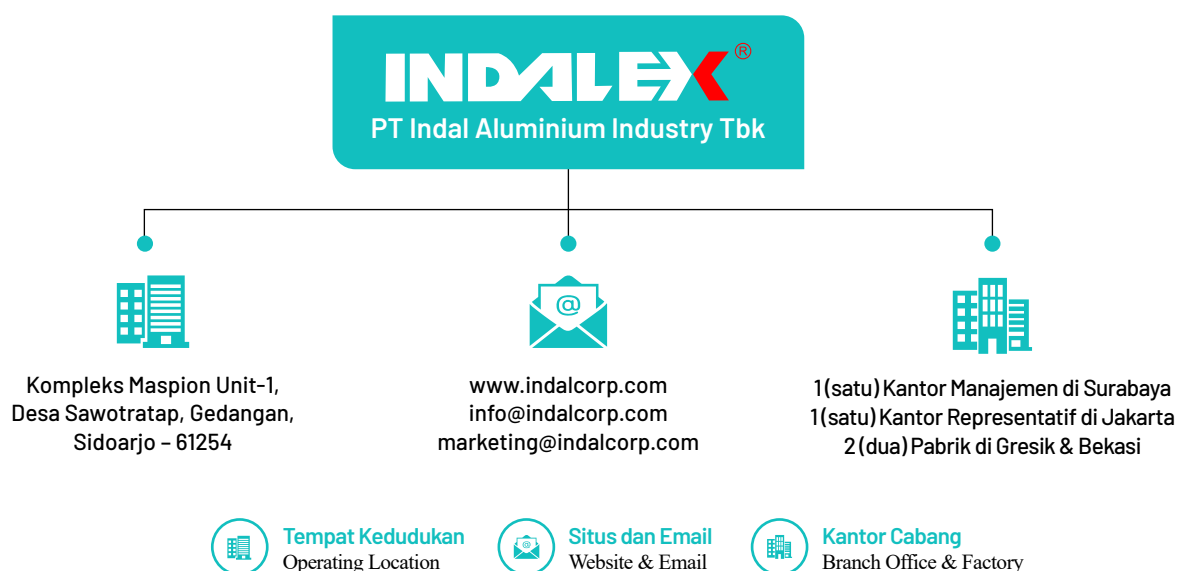 INDALEX®
PT Indal Aluminium Industry Tbk
Kompleks Maspion Unit-1,
Desa Sawotratap, Gedangan,
Sidoarjo – 61254
www.indalcorp.com
info@indalcorp.com
marketing@indalcorp.com
1 (satu) Kantor Manajemen di Surabaya
1 (satu) Kantor Representatif di Jakarta
2 (dua) Pabrik di Gresik & Bekasi
Tempat Kedudukan
Operating Location
Situs dan Email
Website & Email
Kantor Cabang
Branch Office & Factory